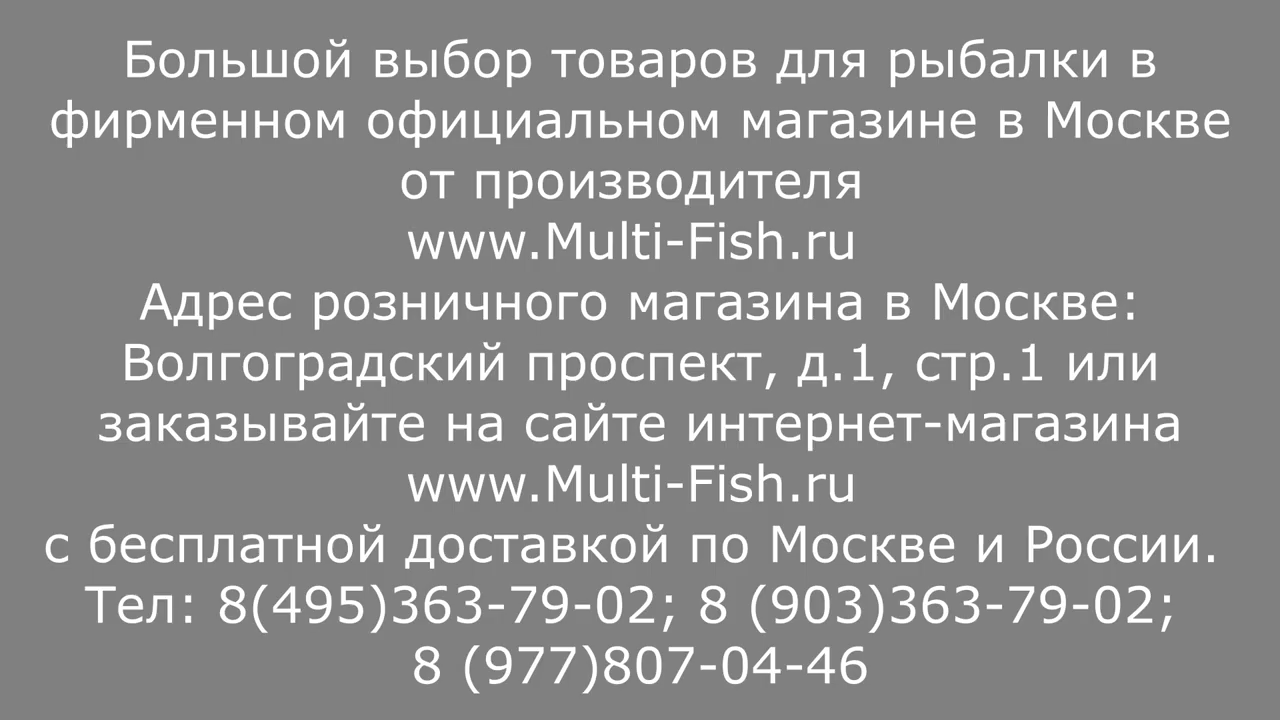 Большой выбор товаров для рыбалки в
фирменном официальном магазине в Москве
от производителя
www.Multi-Fish.ru
Адрес розничного магазина в Москве:
Волгоградский проспект, д.1, стр.1 или
заказывайте на сайте интернет-магазина
www.Multi-Fish.ru
с бесплатной доставкой по Москве и России.
Тел: 8(495)363-79-02; 8 (903)363-79-02;
8 (977)807-04-46